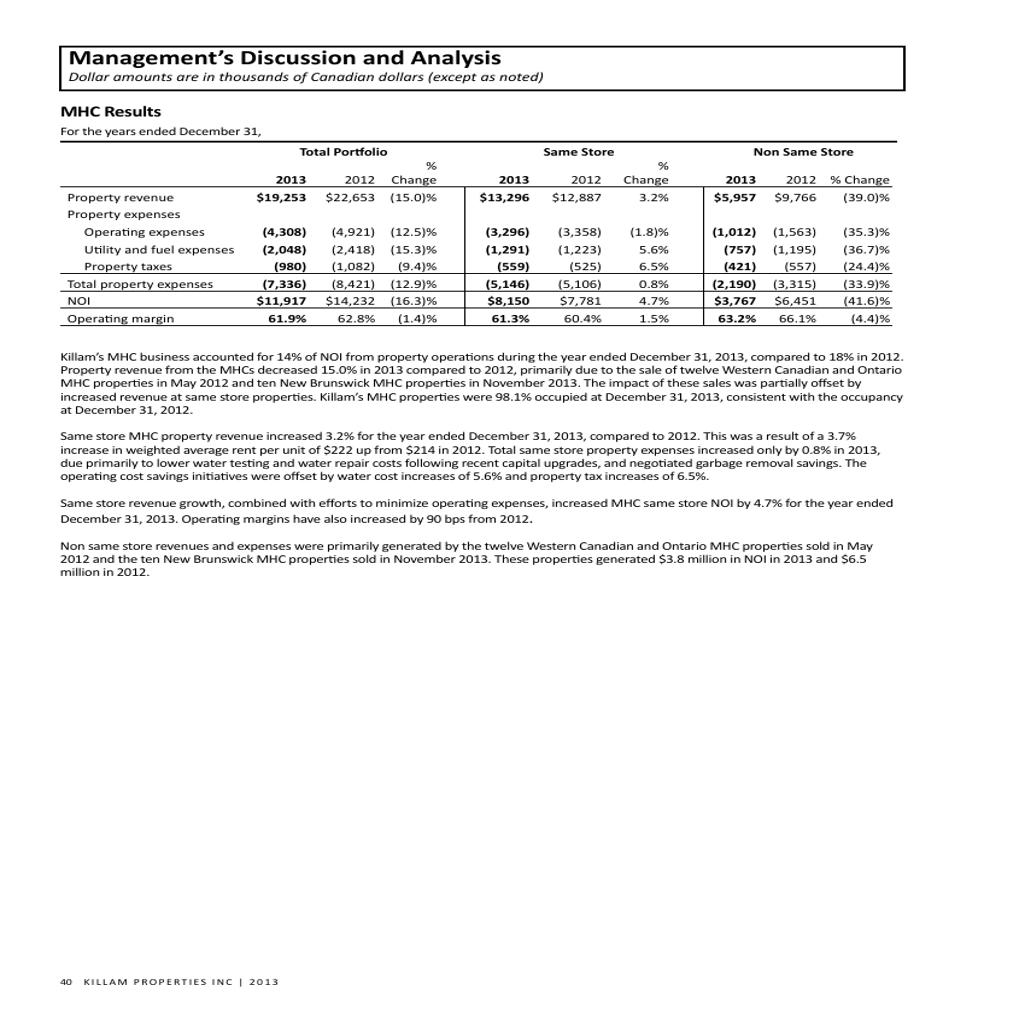 Management's Discussion and Analysis
Dollar amounts are in thousands of Canadian dollars (except as noted)
MHC Results
For the years ended December 31,
Total Portfolio Same Store Non Same Store
% %
2013 2012 Change 2013 2012 Change 2013 2012 % Change
Property revenue $19,253 $22,653 (15.0)% $13,296 $12,887 3.2% $5,957 $9,766 (39.0)%
Property expenses
Operating expenses (4,308) (4,921) (12.5)% (3,296) (3,358) (1.8)% (1,012) (1,563) (35.3)%
Utility and fuel expenses (2,048) (2,418) (15.3)% (1,291) (1,223) 5.6% (757) (1,195) (36.7)%
Property taxes (980) (1,082) (9.4)% (559) (525) 6.5% (421) (557) (24.4)%
Total property expenses (7,336) (8,421) (12.9)% (5,146) (5,106) 0.8% (2,190) (3,315) (33.9)%
NOI $11,917 $14,232 (16.3)% $8,150 $7,781 4.7% $3,767 $6,451 (41.6)%
Operating margin 61.9% 62.8% (1.4)% 61.3% 60.4% 1.5% 63.2% 66.1% (4.4)%
Killam's MHC business accounted for 14% of NOI from property operations during the year ended December 31, 2013, compared to 18% in 2012.
Property revenue from the MHCs decreased 15.0% in 2013 compared to 2012, primarily due to the sale of twelve Western Canadian and Ontario
MHC properties in May 2012 and ten New Brunswick MHC properties in November 2013. The impact of these sales was partially offset by
increased revenue at same store properties. Killam's MHC properties were 98.1% occupied at December 31, 2013, consistent with the occupancy
at December 31, 2012.
Same store MHC property revenue increased 3.2% for the year ended December 31, 2013, compared to 2012. This was a result of a 3.7%
increase in weighted average rent per unit of $222 up from $214 in 2012. Total same store property expenses increased only by 0.8% in 2013,
due primarily to lower water testing and water repair costs following recent capital upgrades, and negotiated garbage removal savings. The
operating cost savings initiatives were offset by water cost increases of 5.6% and property tax increases of 6.5%.
Same store revenue growth, combined with efforts to minimize operating expenses, increased MHC same store NOI by 4.7% for the year ended
December 31, 2013. Operating margins have also increased by 90 bps from 2012.
Non same store revenues and expenses were primarily generated by the twelve Western Canadian and Ontario MHC properties sold in May
2012 and the ten New Brunswick MHC properties sold in November 2013. These properties generated $3.8 million in NOI in 2013 and $6.5
million in 2012.
40 KILLAM PROPERTIES INC | 2013